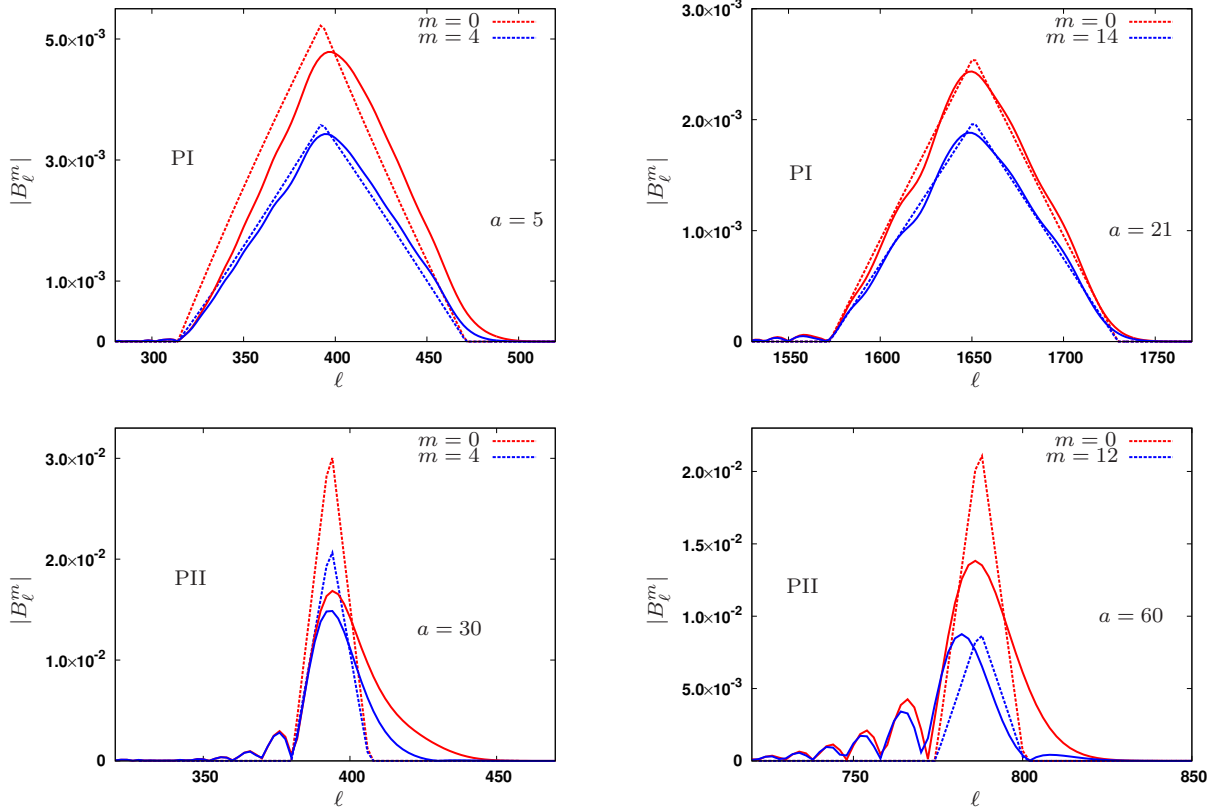 5.0×10⁻³
3.0×10⁻³
1.0×10⁻³
0
|Bₗᵐ|
m = 0
m = 4
PI
a = 5
300 350 400 450 500
ℓ
3.0×10⁻³
2.0×10⁻³
1.0×10⁻³
0
|Bₗᵐ|
m = 0
m = 14
PI
a = 21
1550 1600 1650 1700 1750
ℓ
3.0×10⁻²
2.0×10⁻²
1.0×10⁻²
0
|Bₗᵐ|
m = 0
m = 4
PII
a = 30
350 400 450
ℓ
2.0×10⁻²
1.5×10⁻²
1.0×10⁻²
5.0×10⁻³
0
|Bₗᵐ|
m = 0
m = 12
PII
a = 60
750 800 850
ℓ